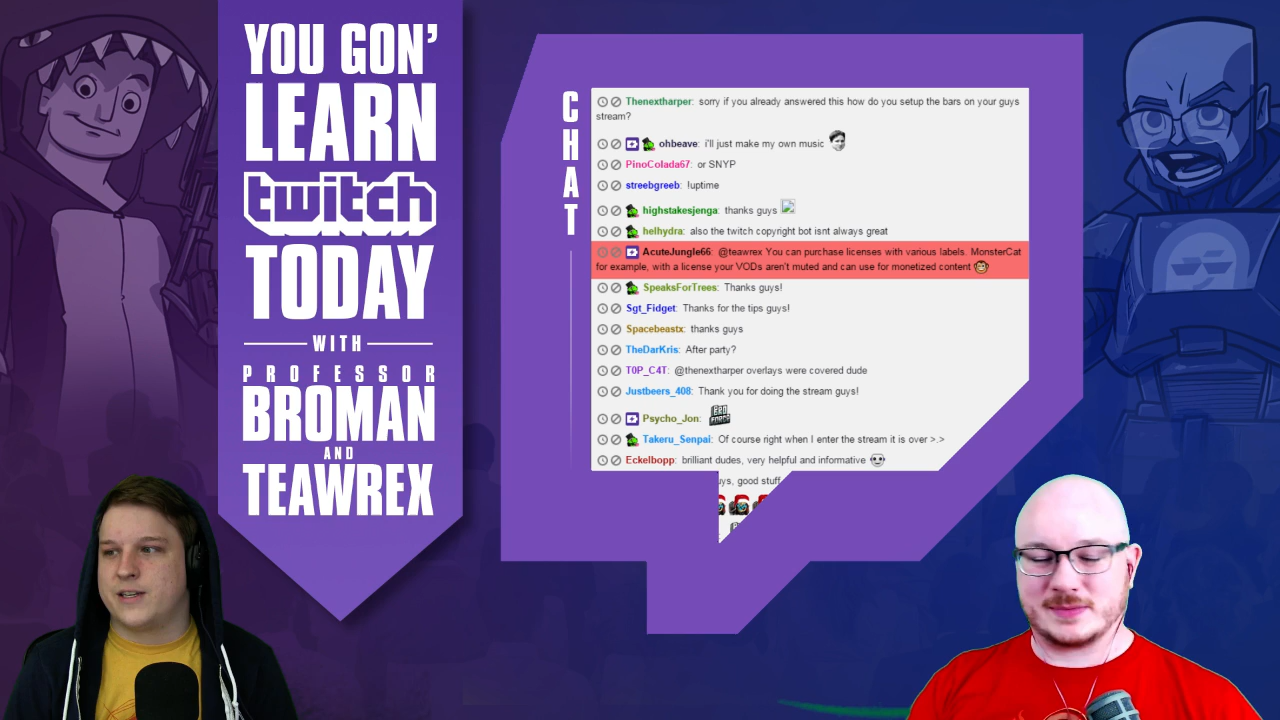 YOU GON'
LEARN
twitch
TODAY
WITH
PROFESSOR
BROMAN
AND
TEAWREX
CHAT
Thenextharper: sorry if you already answered this how do you setup the bars on your guys
stream?
ohbeave: i'll just make my own music
PinoColada67: or SNYP
streebgreeb: !uptime
highstakesjenga: thanks guys
helhydra: also the twitch copyright bot isnt always great
AcuteJungle66: @teawrex You can purchase licenses with various labels. MonsterCat
for example, with a license your VODs aren't muted and can use for monetized content
SpeaksForTrees: Thanks guys!
Sgt_Fidget: Thanks for the tips guys!
Spacebeastx: thanks guys
TheDarKris: After party?
T0P_C4T: @thenextharper overlays were covered dude
Justbeers_408: Thank you for doing the stream guys!
Psycho_Jon:
Takeru_Senpai: Of course right when I enter the stream it is over >.>
Eckelbopp: brilliant dudes, very helpful and informative
uys, good stuff